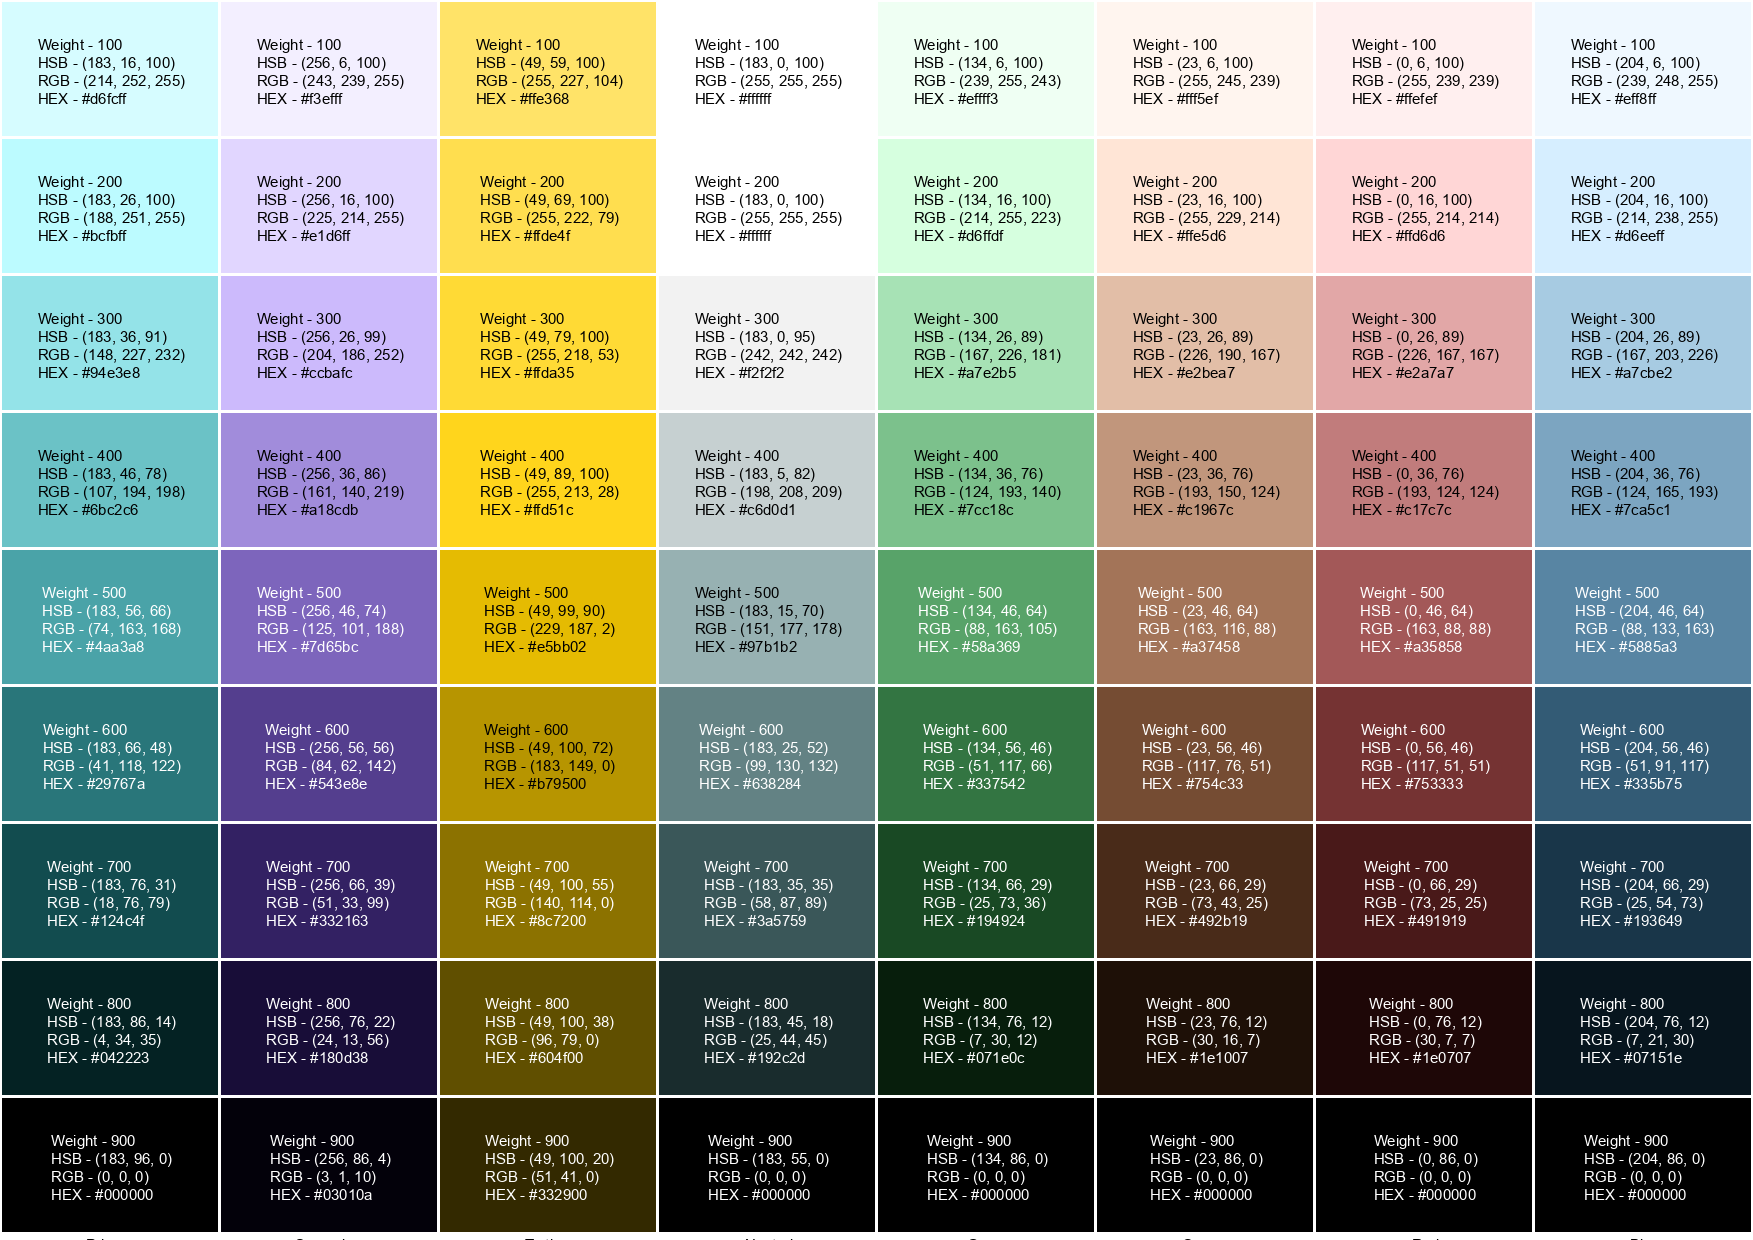 Weight - 100
HSB - (183, 16, 100)
RGB - (214, 252, 255)
HEX - #d6fcff
Weight - 100
HSB - (256, 6, 100)
RGB - (243, 239, 255)
HEX - #f3efff
Weight - 100
HSB - (49, 59, 100)
RGB - (255, 227, 104)
HEX - #ffe368
Weight - 100
HSB - (183, 0, 100)
RGB - (255, 255, 255)
HEX - #ffffff
Weight - 100
HSB - (134, 6, 100)
RGB - (239, 255, 243)
HEX - #effff3
Weight - 100
HSB - (23, 6, 100)
RGB - (255, 245, 239)
HEX - #fff5ef
Weight - 100
HSB - (0, 6, 100)
RGB - (255, 239, 239)
HEX - #ffefef
Weight - 100
HSB - (204, 6, 100)
RGB - (239, 248, 255)
HEX - #eff8ff
Weight - 200
HSB - (183, 26, 100)
RGB - (188, 251, 255)
HEX - #bcfbff
Weight - 200
HSB - (256, 16, 100)
RGB - (225, 214, 255)
HEX - #e1d6ff
Weight - 200
HSB - (49, 69, 100)
RGB - (255, 222, 79)
HEX - #ffde4f
Weight - 200
HSB - (183, 0, 100)
RGB - (255, 255, 255)
HEX - #ffffff
Weight - 200
HSB - (134, 16, 100)
RGB - (214, 255, 223)
HEX - #d6ffdf
Weight - 200
HSB - (23, 16, 100)
RGB - (255, 229, 214)
HEX - #ffe5d6
Weight - 200
HSB - (0, 16, 100)
RGB - (255, 214, 214)
HEX - #ffd6d6
Weight - 200
HSB - (204, 16, 100)
RGB - (214, 238, 255)
HEX - #d6eeff
Weight - 300
HSB - (183, 36, 91)
RGB - (148, 227, 232)
HEX - #94e3e8
Weight - 300
HSB - (256, 26, 99)
RGB - (204, 186, 252)
HEX - #ccbafc
Weight - 300
HSB - (49, 79, 100)
RGB - (255, 218, 53)
HEX - #ffda35
Weight - 300
HSB - (183, 0, 95)
RGB - (242, 242, 242)
HEX - #f2f2f2
Weight - 300
HSB - (134, 26, 89)
RGB - (167, 226, 181)
HEX - #a7e2b5
Weight - 300
HSB - (23, 26, 89)
RGB - (226, 190, 167)
HEX - #e2bea7
Weight - 300
HSB - (0, 26, 89)
RGB - (226, 167, 167)
HEX - #e2a7a7
Weight - 300
HSB - (204, 26, 89)
RGB - (167, 203, 226)
HEX - #a7cbe2
Weight - 400
HSB - (183, 46, 78)
RGB - (107, 194, 198)
HEX - #6bc2c6
Weight - 400
HSB - (256, 36, 86)
RGB - (161, 140, 219)
HEX - #a18cdb
Weight - 400
HSB - (49, 89, 100)
RGB - (255, 213, 28)
HEX - #ffd51c
Weight - 400
HSB - (183, 5, 82)
RGB - (198, 208, 209)
HEX - #c6d0d1
Weight - 400
HSB - (134, 36, 76)
RGB - (124, 193, 140)
HEX - #7cc18c
Weight - 400
HSB - (23, 36, 76)
RGB - (193, 150, 124)
HEX - #c1967c
Weight - 400
HSB - (0, 36, 76)
RGB - (193, 124, 124)
HEX - #c17c7c
Weight - 400
HSB - (204, 36, 76)
RGB - (124, 165, 193)
HEX - #7ca5c1
Weight - 500
HSB - (183, 56, 66)
RGB - (74, 163, 168)
HEX - #4aa3a8
Weight - 500
HSB - (256, 46, 74)
RGB - (125, 101, 188)
HEX - #7d65bc
Weight - 500
HSB - (49, 99, 90)
RGB - (229, 187, 2)
HEX - #e5bb02
Weight - 500
HSB - (183, 15, 70)
RGB - (151, 177, 178)
HEX - #97b1b2
Weight - 500
HSB - (134, 46, 64)
RGB - (88, 163, 105)
HEX - #58a369
Weight - 500
HSB - (23, 46, 64)
RGB - (163, 116, 88)
HEX - #a37458
Weight - 500
HSB - (0, 46, 64)
RGB - (163, 88, 88)
HEX - #a35858
Weight - 500
HSB - (204, 46, 64)
RGB - (88, 133, 163)
HEX - #5885a3
Weight - 600
HSB - (183, 66, 48)
RGB - (41, 118, 122)
HEX - #29767a
Weight - 600
HSB - (256, 56, 56)
RGB - (84, 62, 142)
HEX - #543e8e
Weight - 600
HSB - (49, 100, 72)
RGB - (183, 149, 0)
HEX - #b79500
Weight - 600
HSB - (183, 25, 52)
RGB - (99, 130, 132)
HEX - #638284
Weight - 600
HSB - (134, 56, 46)
RGB - (51, 117, 66)
HEX - #337542
Weight - 600
HSB - (23, 56, 46)
RGB - (117, 76, 51)
HEX - #754c33
Weight - 600
HSB - (0, 56, 46)
RGB - (117, 51, 51)
HEX - #753333
Weight - 600
HSB - (204, 56, 46)
RGB - (51, 91, 117)
HEX - #335b75
Weight - 700
HSB - (183, 76, 31)
RGB - (18, 76, 79)
HEX - #124c4f
Weight - 700
HSB - (256, 66, 39)
RGB - (51, 33, 99)
HEX - #332163
Weight - 700
HSB - (49, 100, 55)
RGB - (140, 114, 0)
HEX - #8c7200
Weight - 700
HSB - (183, 35, 35)
RGB - (58, 87, 89)
HEX - #3a5759
Weight - 700
HSB - (134, 66, 29)
RGB - (25, 73, 36)
HEX - #194924
Weight - 700
HSB - (23, 66, 29)
RGB - (73, 43, 25)
HEX - #492b19
Weight - 700
HSB - (0, 66, 29)
RGB - (73, 25, 25)
HEX - #491919
Weight - 700
HSB - (204, 66, 29)
RGB - (25, 54, 73)
HEX - #193649
Weight - 800
HSB - (183, 86, 14)
RGB - (4, 34, 35)
HEX - #042223
Weight - 800
HSB - (256, 76, 22)
RGB - (24, 13, 56)
HEX - #180d38
Weight - 800
HSB - (49, 100, 38)
RGB - (96, 79, 0)
HEX - #604f00
Weight - 800
HSB - (183, 45, 18)
RGB - (25, 44, 45)
HEX - #192c2d
Weight - 800
HSB - (134, 76, 12)
RGB - (7, 30, 12)
HEX - #071e0c
Weight - 800
HSB - (23, 76, 12)
RGB - (30, 16, 7)
HEX - #1e1007
Weight - 800
HSB - (0, 76, 12)
RGB - (30, 7, 7)
HEX - #1e0707
Weight - 800
HSB - (204, 76, 12)
RGB - (7, 21, 30)
HEX - #07151e
Weight - 900
HSB - (183, 96, 0)
RGB - (0, 0, 0)
HEX - #000000
Weight - 900
HSB - (256, 86, 4)
RGB - (3, 1, 10)
HEX - #03010a
Weight - 900
HSB - (49, 100, 20)
RGB - (51, 41, 0)
HEX - #332900
Weight - 900
HSB - (183, 55, 0)
RGB - (0, 0, 0)
HEX - #000000
Weight - 900
HSB - (134, 86, 0)
RGB - (0, 0, 0)
HEX - #000000
Weight - 900
HSB - (23, 86, 0)
RGB - (0, 0, 0)
HEX - #000000
Weight - 900
HSB - (0, 86, 0)
RGB - (0, 0, 0)
HEX - #000000
Weight - 900
HSB - (204, 86, 0)
RGB - (0, 0, 0)
HEX - #000000